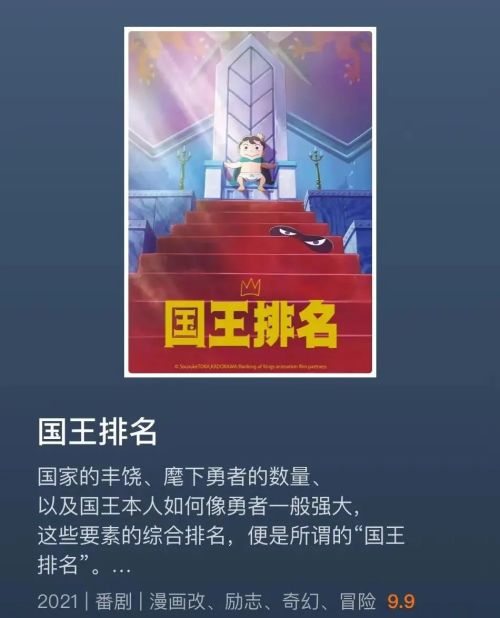 国王排名
© Sousuke TOKA,KADOKAWA/Ranking of Kings animation film partners
国王排名
国家的丰饶、麾下勇者的数量、
以及国王本人如何像勇者一般强大，
这些要素的综合排名，便是所谓的“国王
排名”。...
2021 | 番剧 | 漫画改、励志、奇幻、冒险 9.9